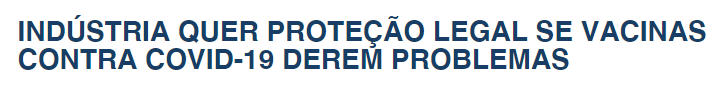 INDÚSTRIA QUER PROTEÇÃO LEGAL SE VACINAS
CONTRA COVID-19 DEREM PROBLEMAS